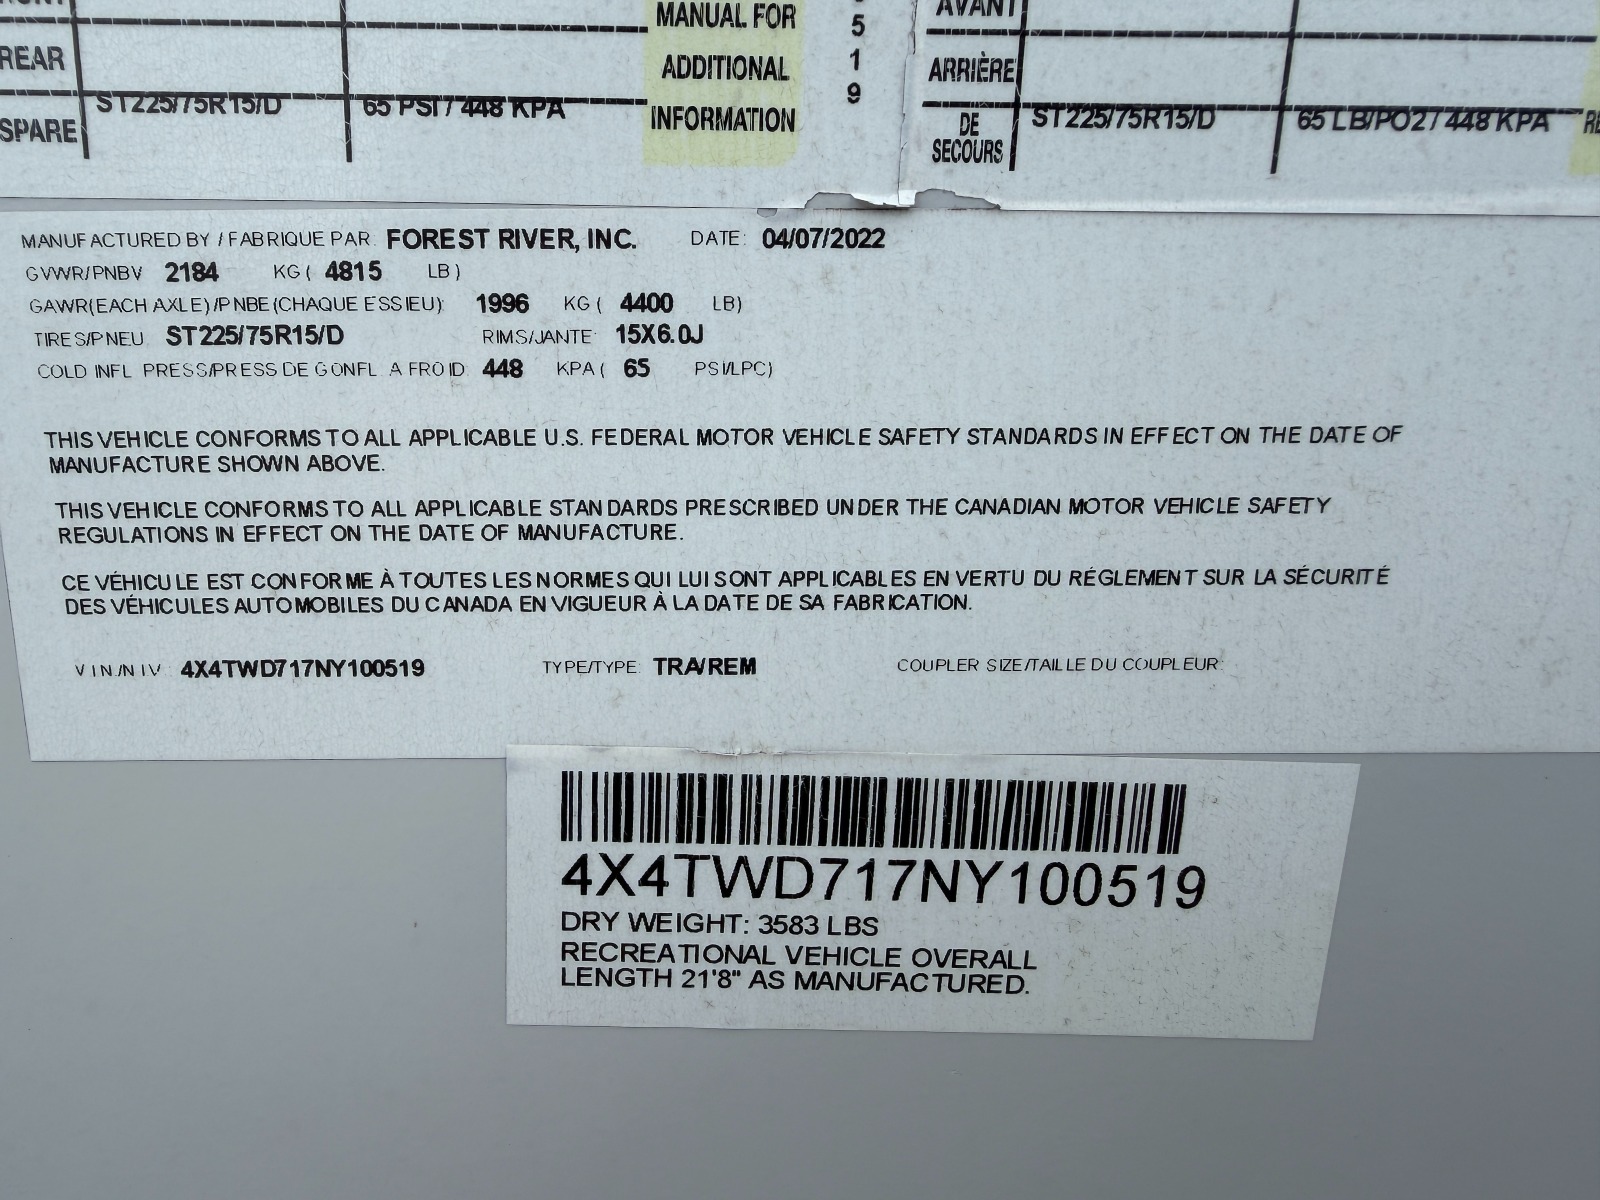 MANUAL FOR
5
REAR
ADDITIONAL
1
ARRIÈRE
9
SPARE ST225/75R15/D 65 PSI / 448 KPA
INFORMATION
DE
SECOURS ST225/75R15/D 65 LB/PO2 / 448 KPA
MANUFACTURED BY / FABRIQUE PAR: FOREST RIVER, INC. DATE: 04/07/2022
GVWR/PNBV 2184 KG ( 4815 LB )
GAWR(EACH AXLE)/PNBE(CHAQUE ESSIEU): 1996 KG ( 4400 LB)
TIRES/PNEU ST225/75R15/D RIMS/JANTE: 15X6.0J
COLD INFL PRESS/PRESS DE GONFL A FROID 448 KPA ( 65 PSI/LPC)
THIS VEHICLE CONFORMS TO ALL APPLICABLE U.S. FEDERAL MOTOR VEHICLE SAFETY STANDARDS IN EFFECT ON THE DATE OF
MANUFACTURE SHOWN ABOVE.
THIS VEHICLE CONFORMS TO ALL APPLICABLE STANDARDS PRESCRIBED UNDER THE CANADIAN MOTOR VEHICLE SAFETY
REGULATIONS IN EFFECT ON THE DATE OF MANUFACTURE.
CE VÉHICULE EST CONFORME À TOUTES LES NORMES QUI LUI SONT APPLICABLES EN VERTU DU RÉGLEMENT SUR LA SÉCURITÉ
DES VÉHICULES AUTOMOBILES DU CANADA EN VIGUEUR À LA DATE DE SA FABRICATION.
VIN/NIV: 4X4TWD717NY100519 TYPE/TYPE: TRA/REM COUPLER SIZE/TAILLE DU COUPLEUR:
4X4TWD717NY100519
DRY WEIGHT: 3583 LBS
RECREATIONAL VEHICLE OVERALL
LENGTH 21'8" AS MANUFACTURED.